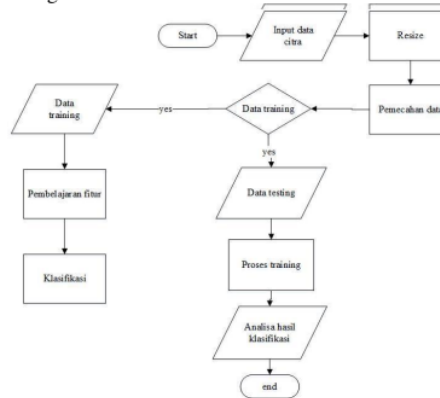 Start
Input data
citra
Resize
Data
training
yes
Data training
Pemecahan data
yes
Pembelajaran fitur
Data testing
Klasifikasi
Proses training
Analisa hasil
klasifikasi
end